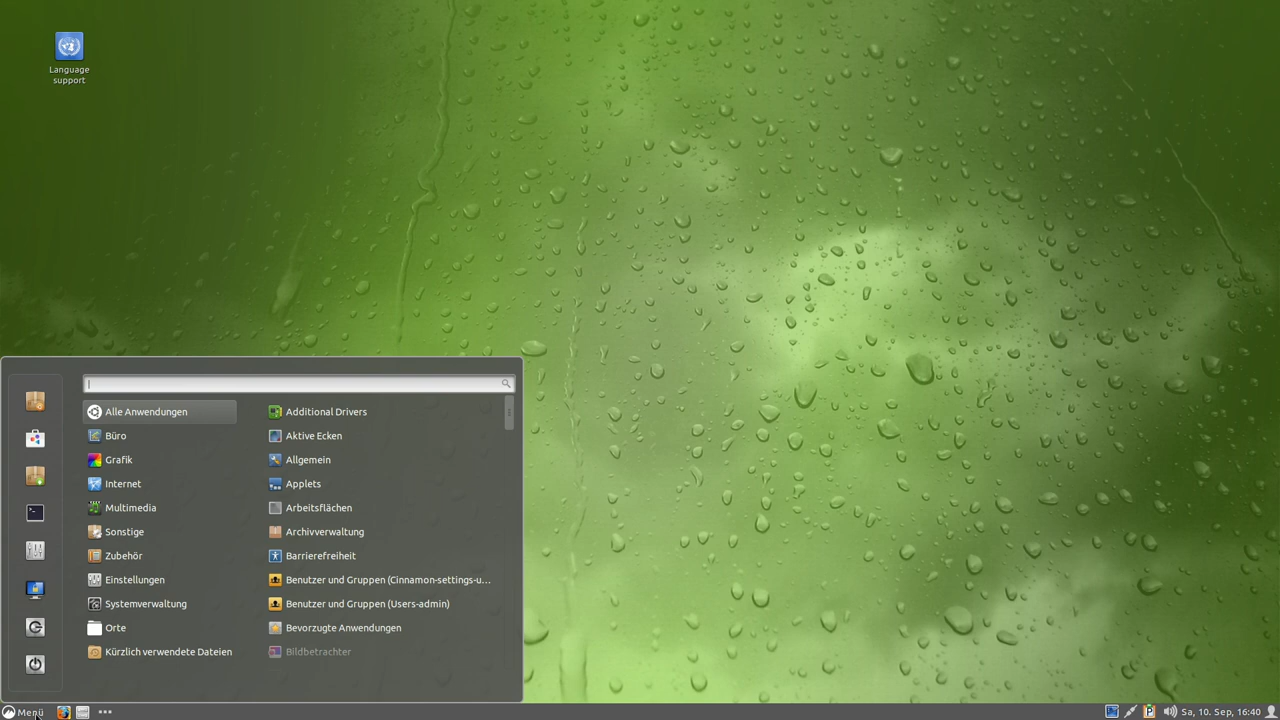 Language
support
Alle Anwendungen
Büro
Grafik
Internet
Multimedia
Sonstige
Zubehör
Einstellungen
Systemverwaltung
Orte
Kürzlich verwendete Dateien
Additional Drivers
Aktive Ecken
Allgemein
Applets
Arbeitsflächen
Archivverwaltung
Barrierefreiheit
Benutzer und Gruppen (Cinnamon-settings-u...
Benutzer und Gruppen (Users-admin)
Bevorzugte Anwendungen
Bildbetrachter
Menü
Sa, 10. Sep, 16:40